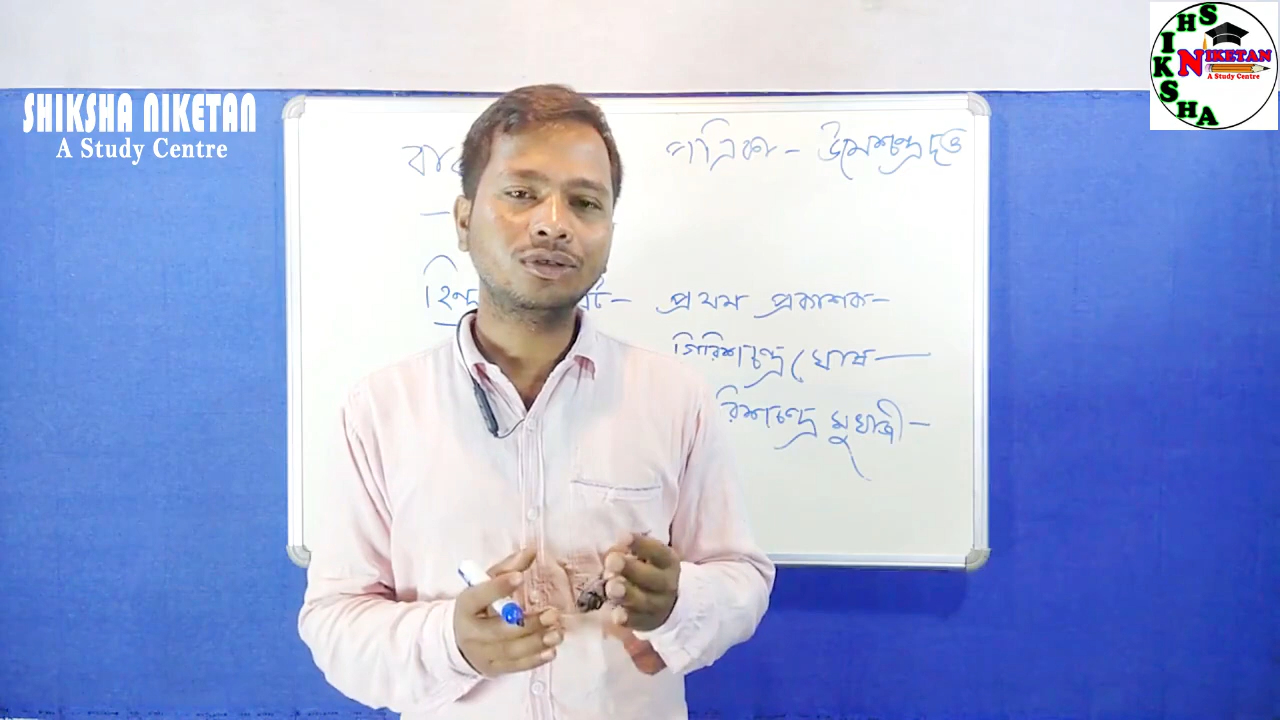 SHIKSHA NIKETAN
A Study Centre
SHIKSHA
NIKETAN
A Study Centre
পত্রিকা - উমেশচন্দ্র দত্ত
প্রথম প্রকাশক -
গিরিশচন্দ্র ঘোষ —
রিশচন্দ্র মুখার্জী -